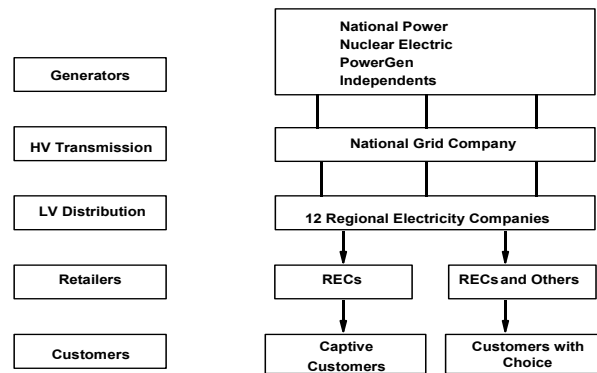 National Power
Nuclear Electric
PowerGen
Independents
Generators
HV Transmission
National Grid Company
LV Distribution
12 Regional Electricity Companies
Retailers
RECs
RECs and Others
Customers
Captive
Customers
Customers with
Choice